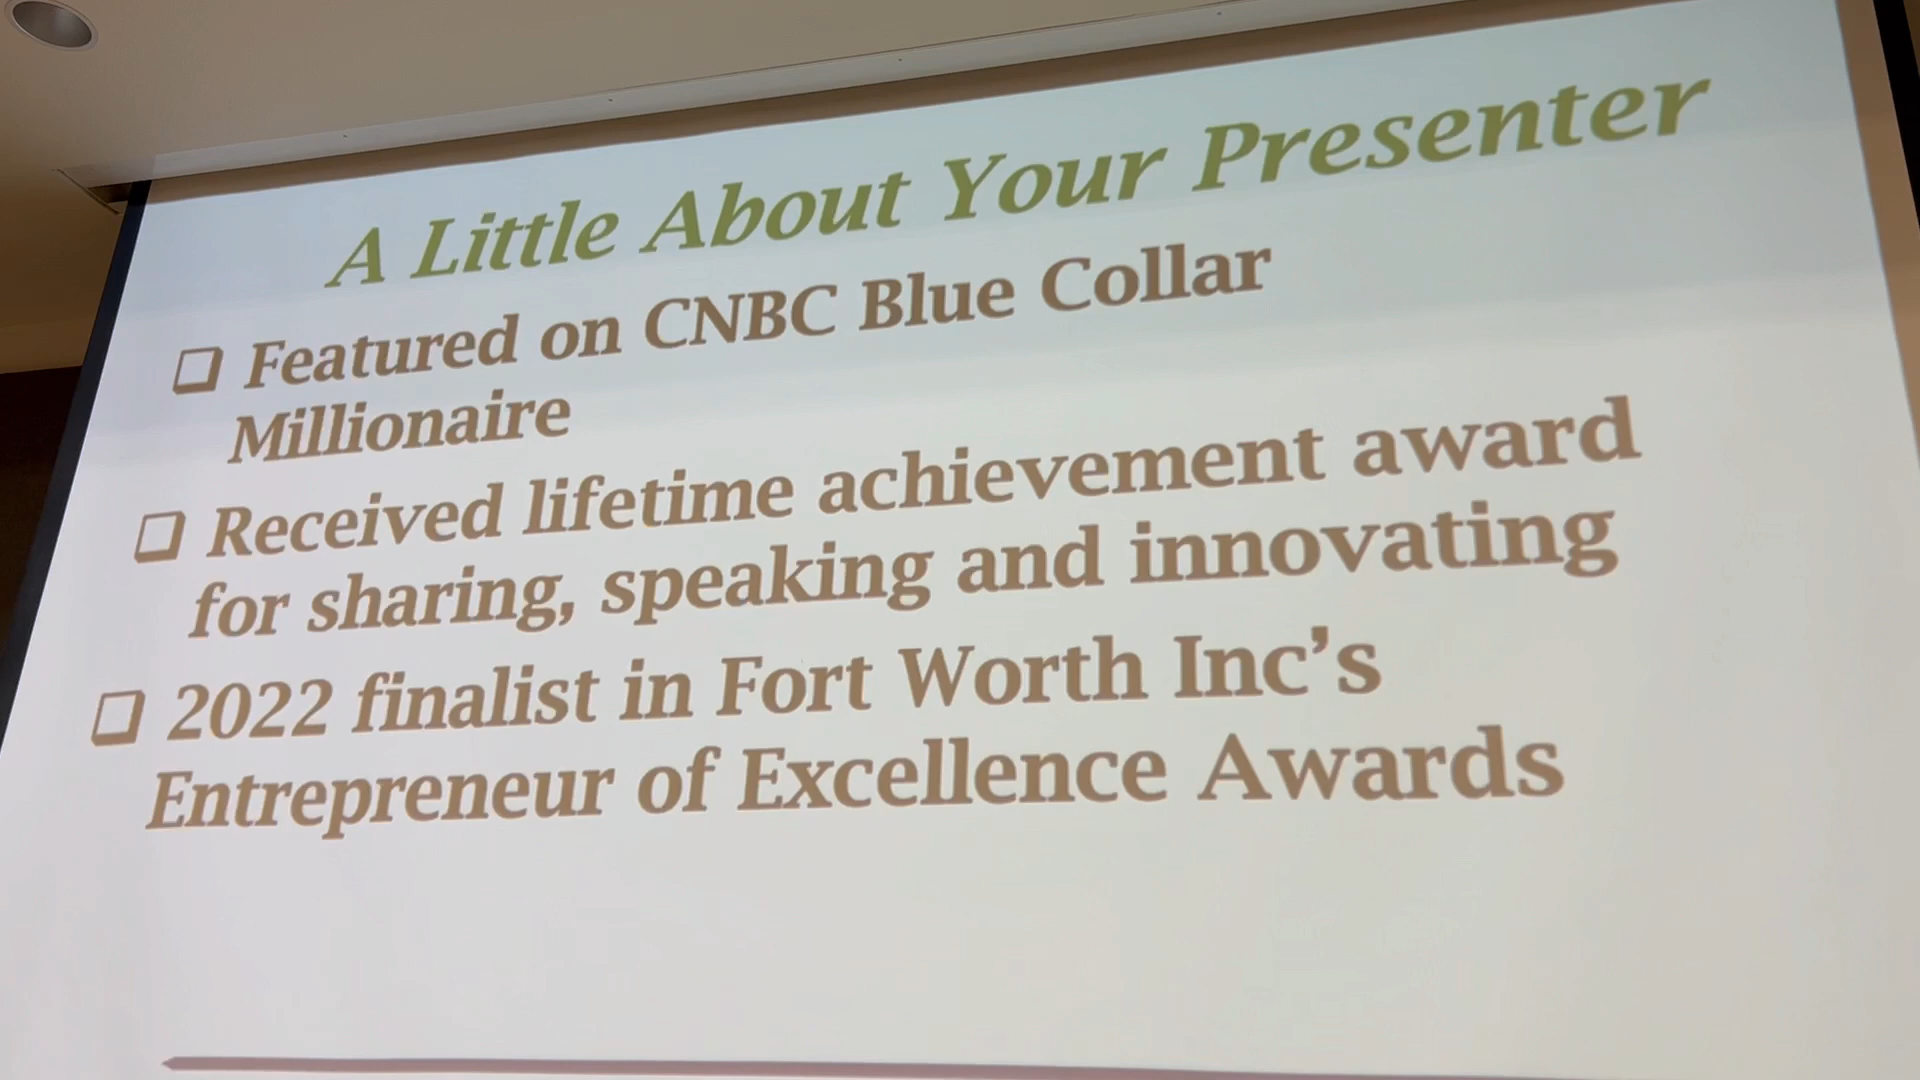 A Little About Your Presenter
❑ Featured on CNBC Blue Collar
Millionaire
❑ Received lifetime achievement award
for sharing, speaking and innovating
❑ 2022 finalist in Fort Worth Inc’s
Entrepreneur of Excellence Awards